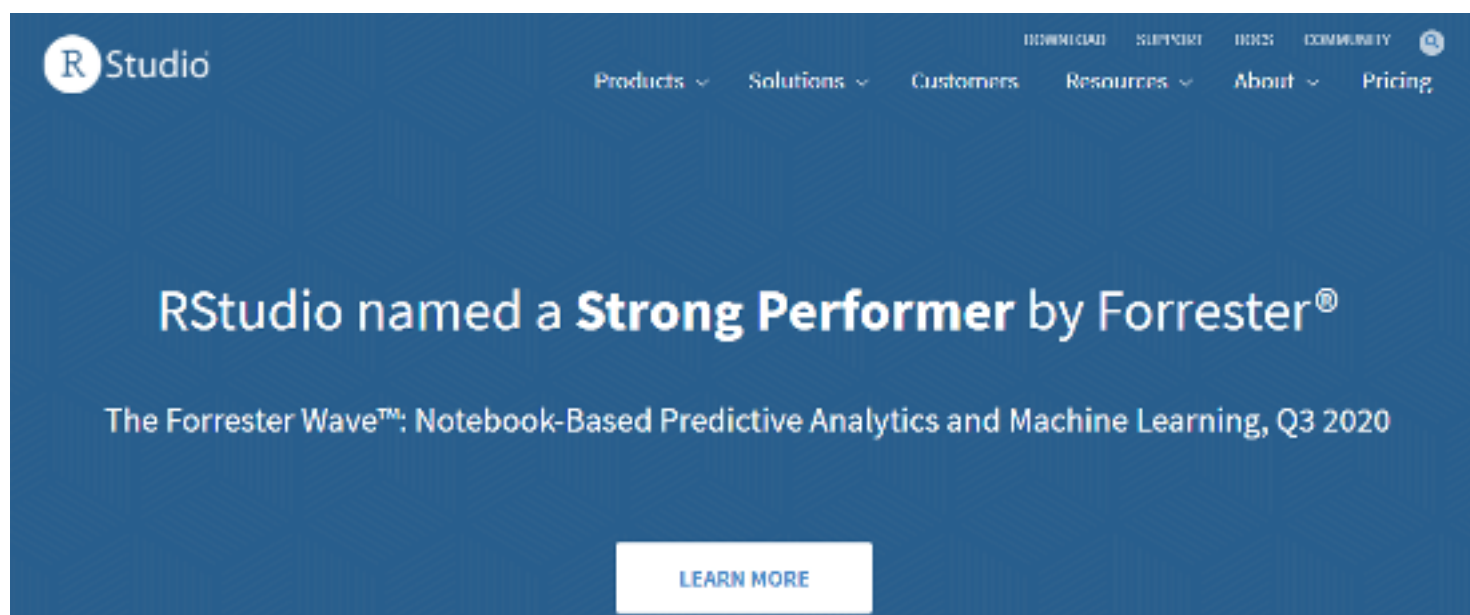 DOWNLOAD SUPPORT DOCS COMMUNITY
R Studio
Products Solutions Customers Resources About Pricing
RStudio named a Strong Performer by Forrester®
The Forrester Wave™: Notebook-Based Predictive Analytics and Machine Learning, Q3 2020
LEARN MORE